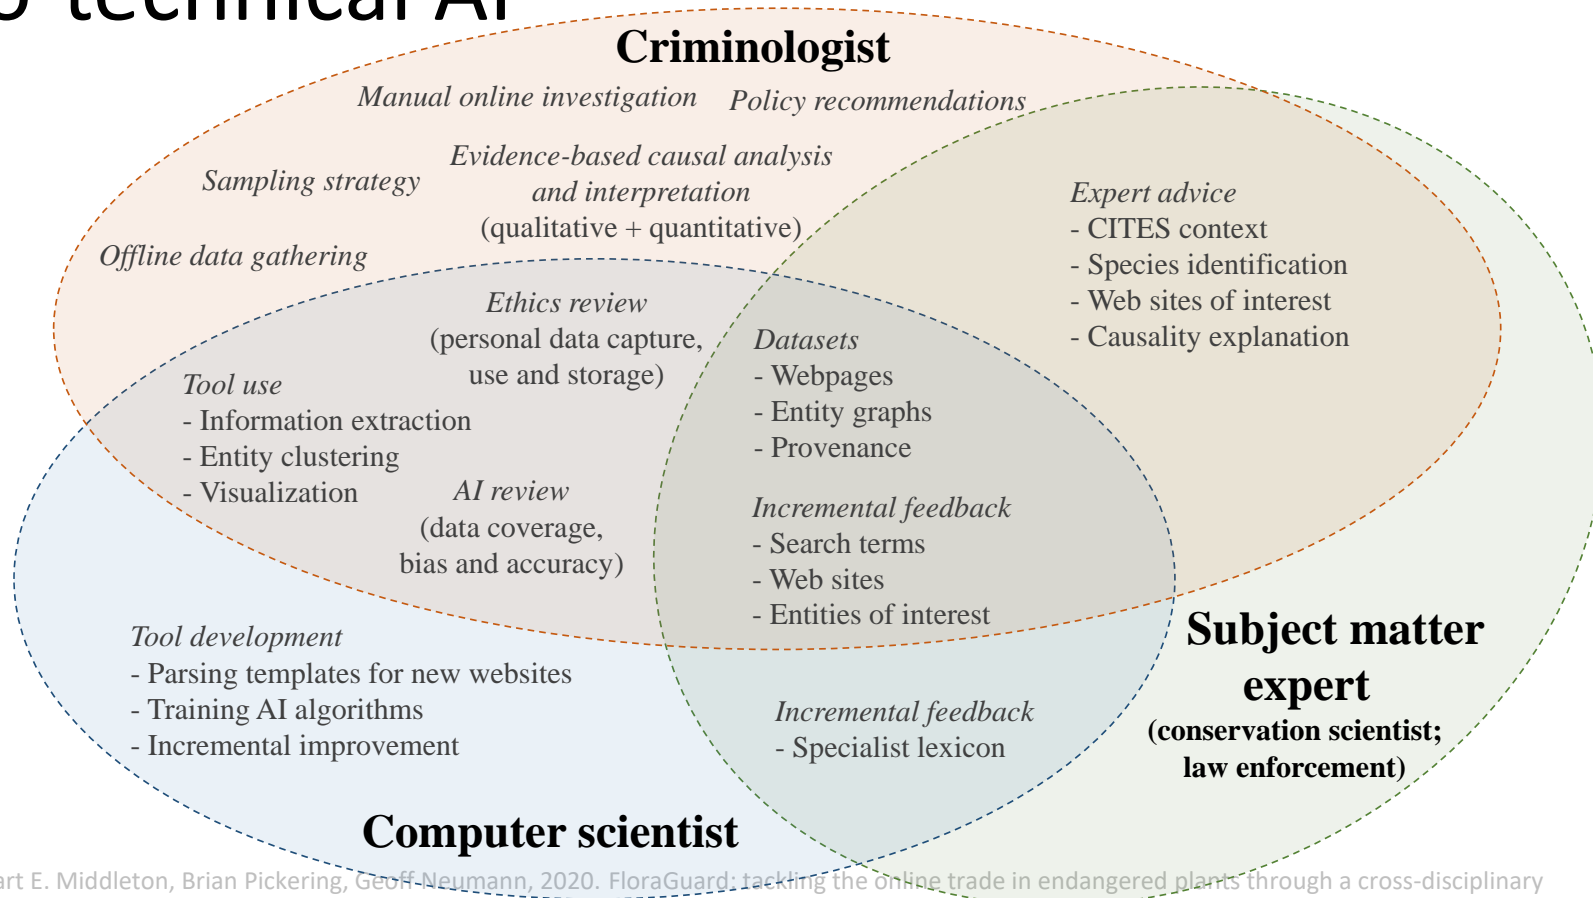 technical AI
Criminologist
Manual online investigation
Policy recommendations
Evidence-based causal analysis
and interpretation
(qualitative + quantitative)
Sampling strategy
Offline data gathering
Expert advice
- CITES context
- Species identification
- Web sites of interest
- Causality explanation
Ethics review
(personal data capture,
use and storage)
Datasets
- Webpages
- Entity graphs
- Provenance
Tool use
- Information extraction
- Entity clustering
- Visualization
AI review
(data coverage,
bias and accuracy)
Incremental feedback
- Search terms
- Web sites
- Entities of interest
Tool development
- Parsing templates for new websites
- Training AI algorithms
- Incremental improvement
Incremental feedback
- Specialist lexicon
Subject matter
expert
(conservation scientist;
law enforcement)
Computer scientist
E. Middleton, Brian Pickering, Geoff Neumann, 2020. FloraGuard: tackling the online trade in endangered plants through a cross-disciplinary